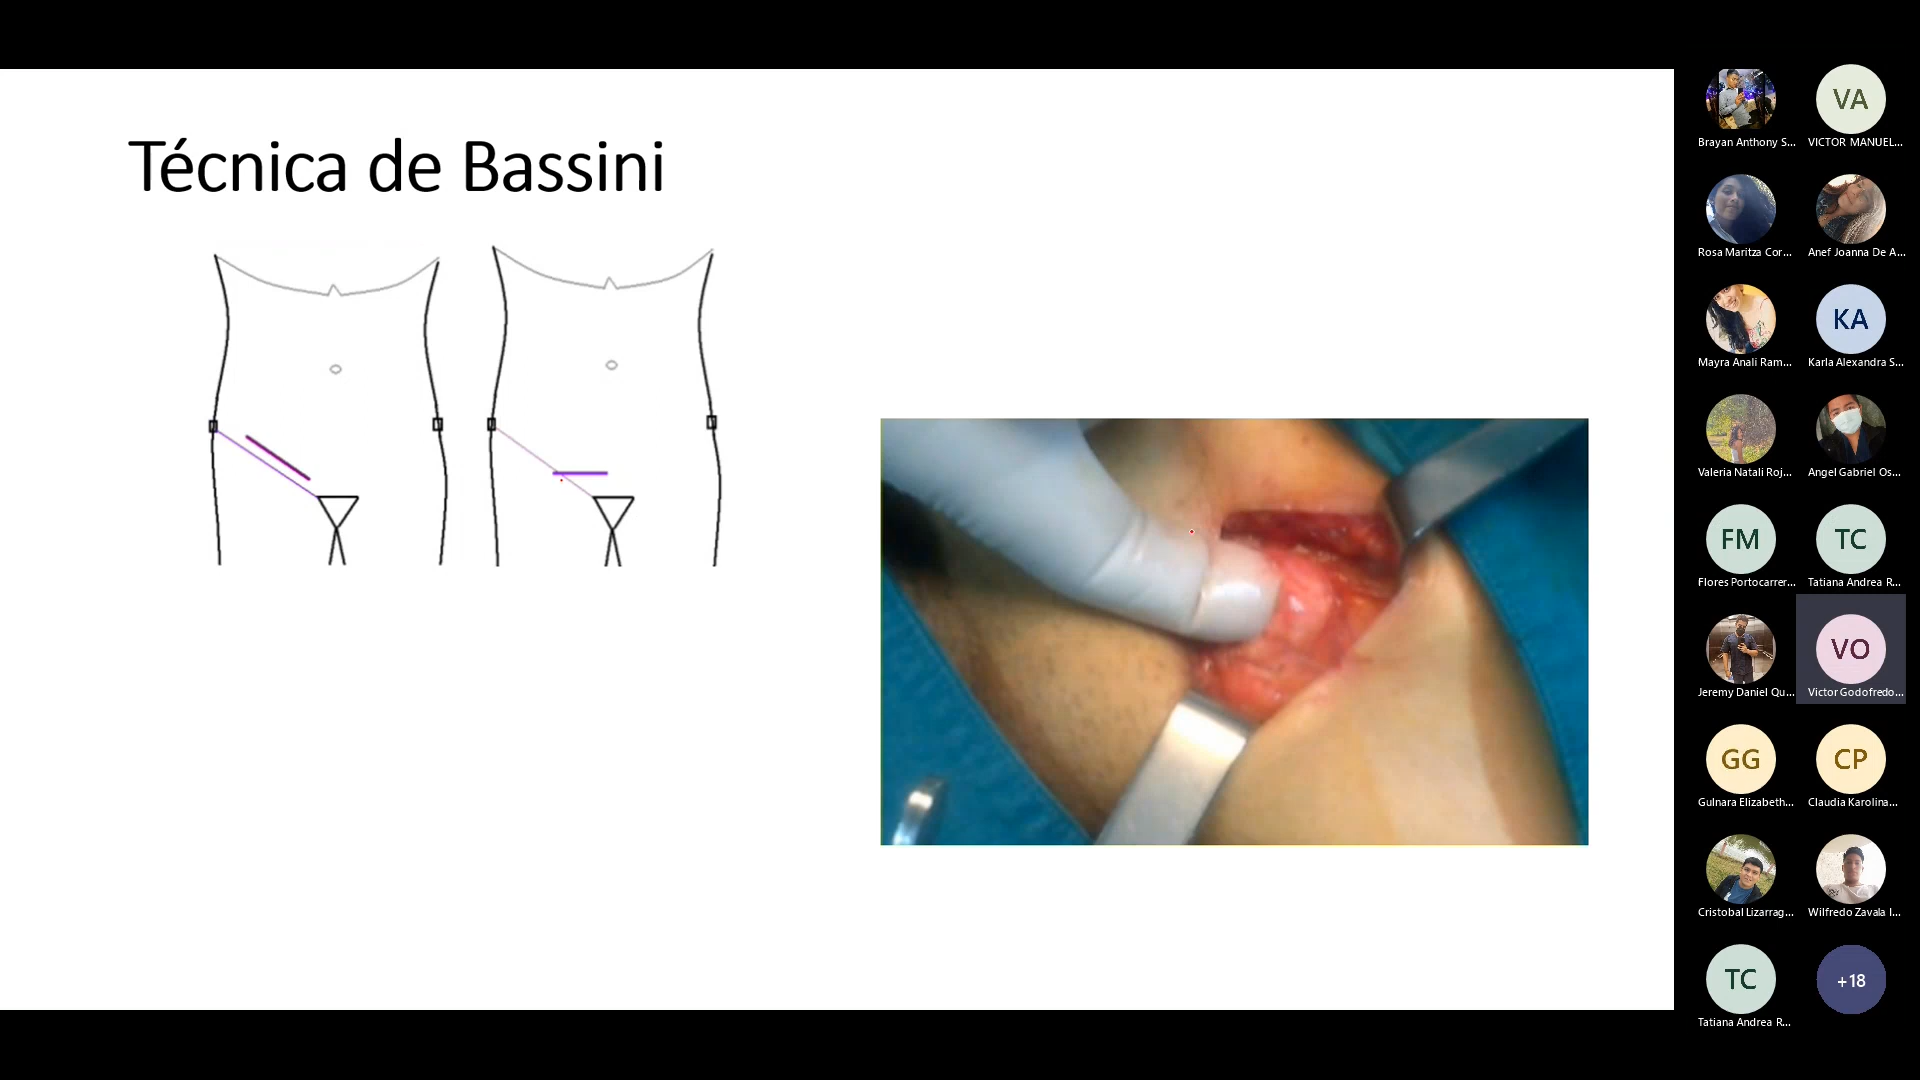 Técnica de Bassini
Brayan Anthony S...
VA
VICTOR MANUEL...
Rosa Maritza Cor...
Anef Joanna De A...
Mayra Anali Ram...
KA
Karla Alexandra S...
Valeria Natali Roj...
Angel Gabriel Os...
FM
Flores Portocarrer...
TC
Tatiana Andrea R...
Jeremy Daniel Qu...
VO
Victor Godofredo...
GG
Gulnara Elizabeth...
CP
Claudia Karolina...
Cristobal Lizarrag...
Wilfredo Zavala I...
TC
Tatiana Andrea R...
+18